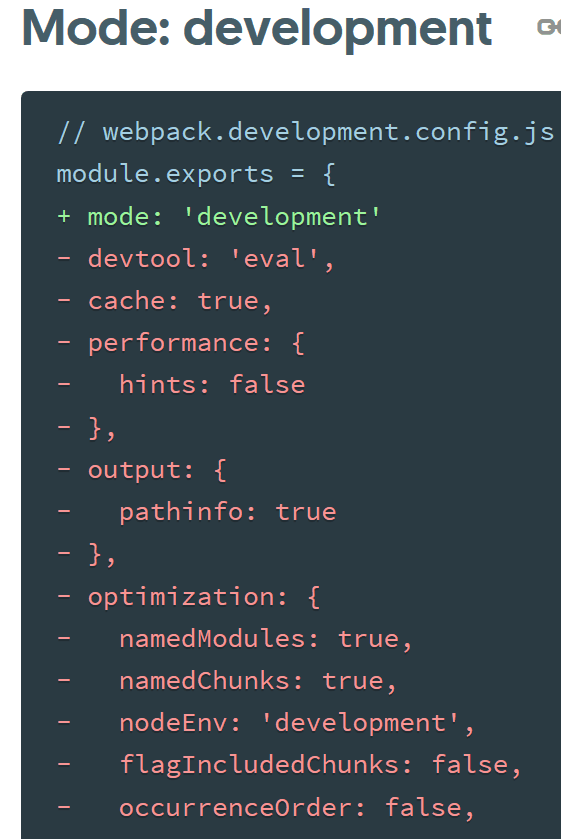 Mode: development
// webpack.development.config.js
module.exports = {
+ mode: 'development'
- devtool: 'eval',
- cache: true,
- performance: {
-   hints: false
- },
- output: {
-   pathinfo: true
- },
- optimization: {
-   namedModules: true,
-   namedChunks: true,
-   nodeEnv: 'development',
-   flagIncludedChunks: false,
-   occurrenceOrder: false,